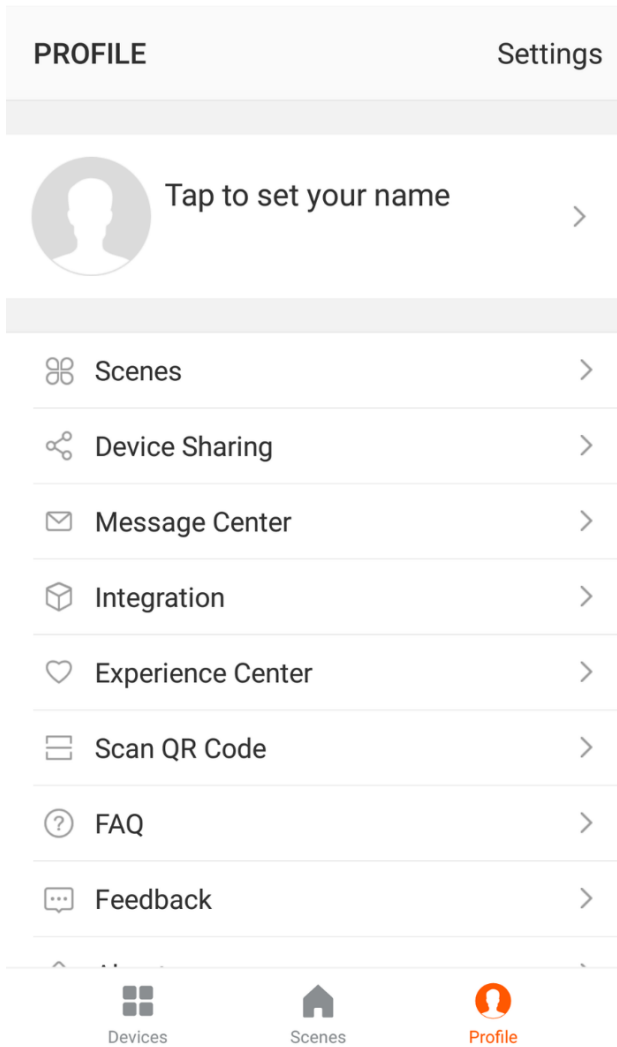 PROFILE Settings
Tap to set your name
Scenes
Device Sharing
Message Center
Integration
Experience Center
Scan QR Code
FAQ
Feedback
Devices Scenes Profile